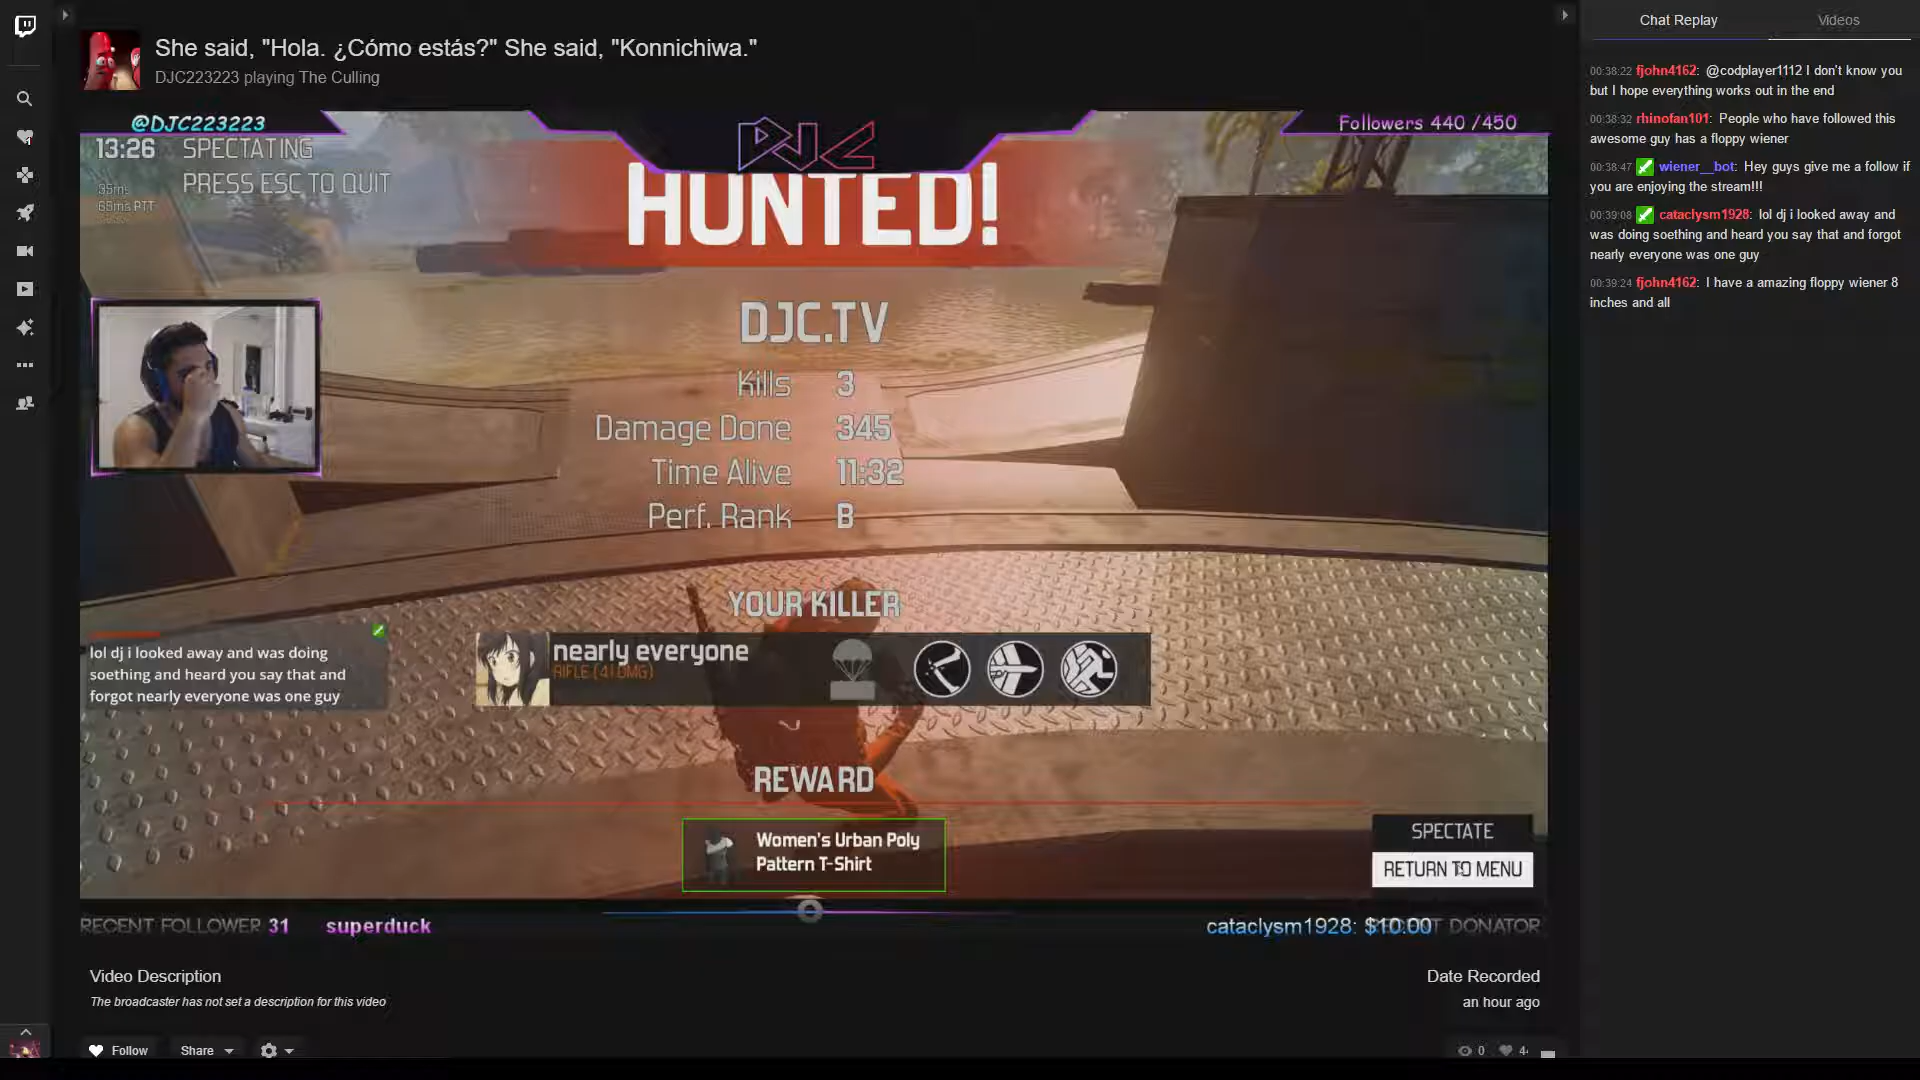 She said, "Hola. ¿Cómo estás?" She said, "Konnichiwa."
DJC223223 playing The Culling
@DJC223223
DJC
Followers 440 /450
13:26 SPECTATING
PRESS ESC TO QUIT
35ms
65ms PTT
HUNTED!
DJC.TV
Kills 3
Damage Done 345
Time Alive 11:32
Perf. Rank B
YOUR KILLER
nearly everyone
RIFLE (41 DMG)
lol dj i looked away and was doing
soething and heard you say that and
forgot nearly everyone was one guy
REWARD
Women's Urban Poly
Pattern T-Shirt
SPECTATE
RETURN TO MENU
RECENT FOLLOWER 31 superduck
cataclysm1928: $10.00 DONATOR
Video Description
The broadcaster has not set a description for this video
Date Recorded
an hour ago
Follow
Share
0
Chat Replay
Videos
00:38:22 fjohn4162: @codplayer1112 I don't know you
but I hope everything works out in the end
00:38:32 rhinofan101: People who have followed this
awesome guy has a floppy wiener
00:38:47 wiener__bot: Hey guys give me a follow if
you are enjoying the stream!!!
00:39:08 cataclysm1928: lol dj i looked away and
was doing soething and heard you say that and forgot
nearly everyone was one guy
00:39:24 fjohn4162: I have a amazing floppy wiener 8
inches and all